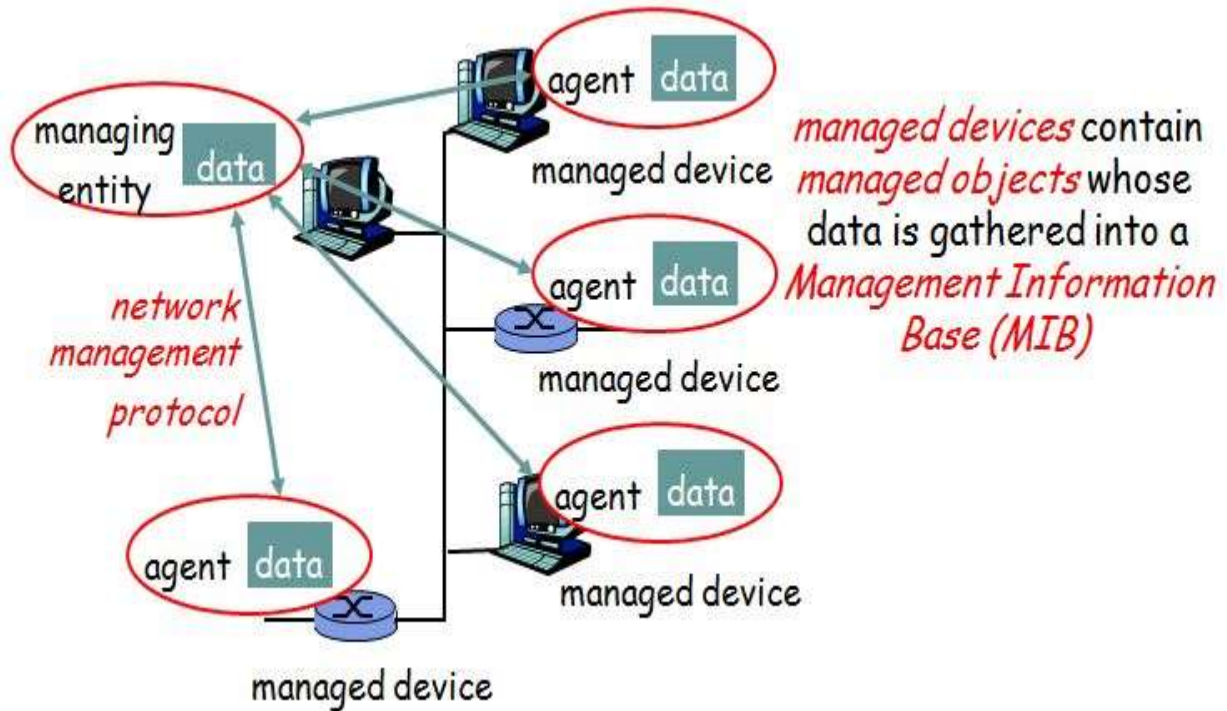 managing
entity
data
agent data
managed device
managed devices contain
managed objects whose
data is gathered into a
Management Information
Base (MIB)
agent data
managed device
network
management
protocol
agent data
managed device
agent data
managed device